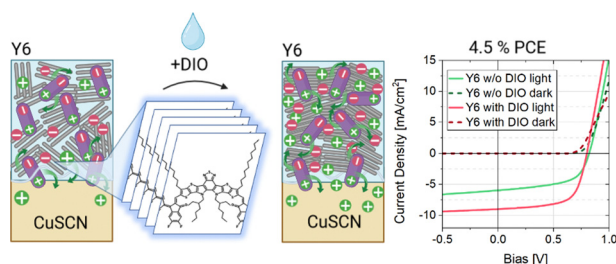 Y6
+DIO
CuSCN
Y6
CuSCN
4.5 % PCE
Current Density [mA/cm²]
15
10
5
0
-5
-10
Y6 w/o DIO light
Y6 w/o DIO dark
Y6 with DIO light
Y6 with DIO dark
-0.5
0.0
0.5
1.0
Bias [V]